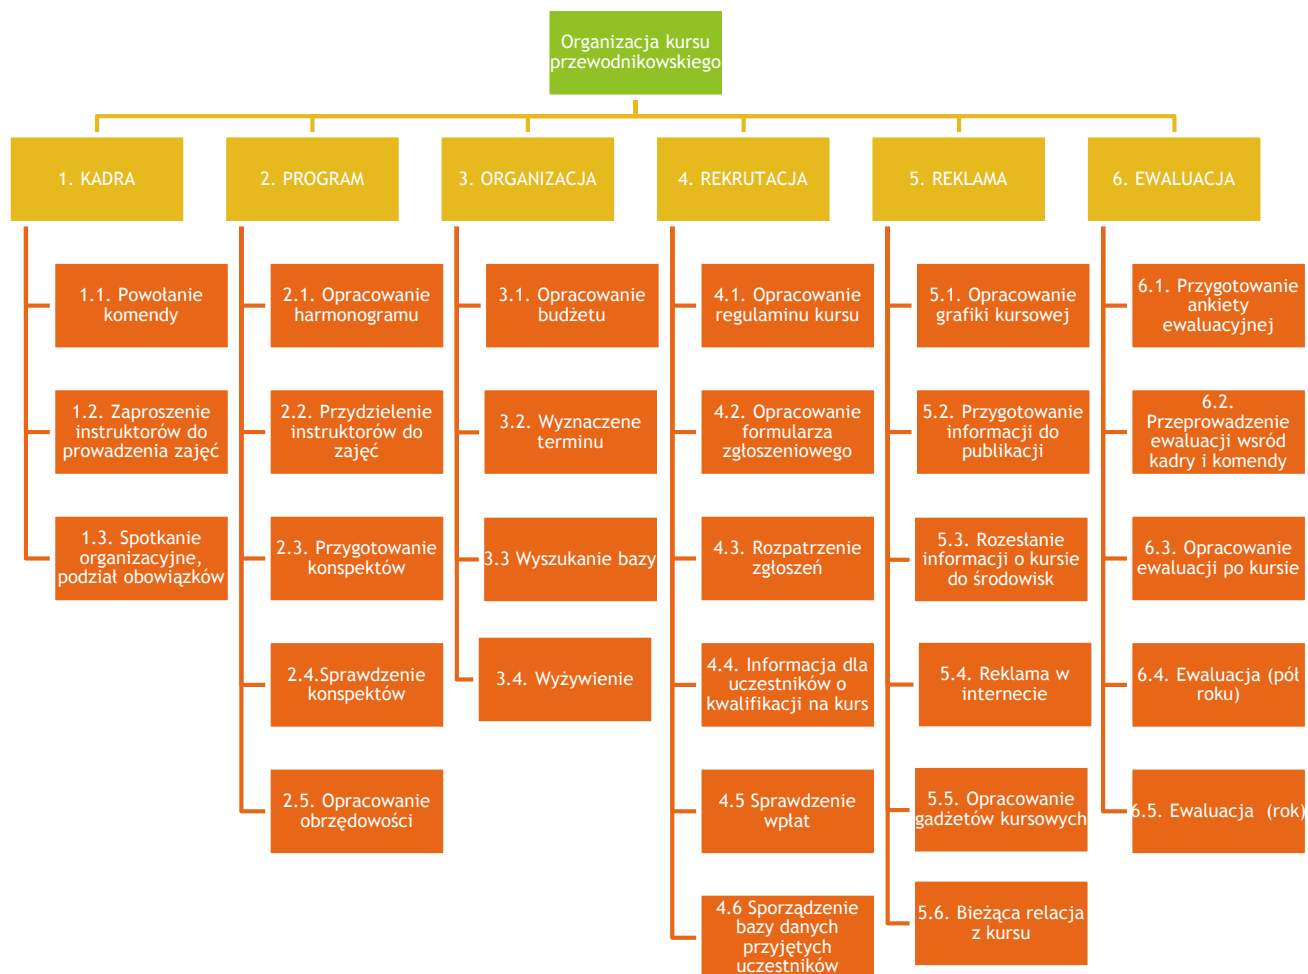 Organizacja kursu
przewodnikowskiego
1. KADRA
2. PROGRAM
3. ORGANIZACJA
4. REKRUTACJA
5. REKLAMA
6. EWALUACJA
1.1. Powołanie
komendy
1.2. Zaproszenie
instruktorów do
prowadzenia zajęć
1.3. Spotkanie
organizacyjne,
podział obowiązków
2.1. Opracowanie
harmonogramu
2.2. Przydzielenie
instruktorów do
zajęć
2.3. Przygotowanie
konspektów
2.4.Sprawdzenie
konspektów
2.5. Opracowanie
obrzędowości
3.1. Opracowanie
budżetu
3.2. Wyznaczene
terminu
3.3 Wyszukanie bazy
3.4. Wyżywienie
4.1. Opracowanie
regulaminu kursu
4.2. Opracowanie
formularza
zgłoszeniowego
4.3. Rozpatrzenie
zgłoszeń
4.4. Informacja dla
uczestników o
kwalifikacji na kurs
4.5 Sprawdzenie
wpłat
4.6 Sporządzenie
bazy danych
przyjętych
uczestników
5.1. Opracowanie
grafiki kursowej
5.2. Przygotowanie
informacji do
publikacji
5.3. Rozesłanie
informacji o kursie
do środowisk
5.4. Reklama w
internecie
5.5. Opracowanie
gadżetów kursowych
5.6. Bieżąca relacja
z kursu
6.1. Przygotowanie
ankiety
ewaluacyjnej
6.2.
Przeprowadzenie
ewaluacji wsród
kadry i komendy
6.3. Opracowanie
ewaluacji po kursie
6.4. Ewaluacja (pół
roku)
6.5. Ewaluacja  (rok)